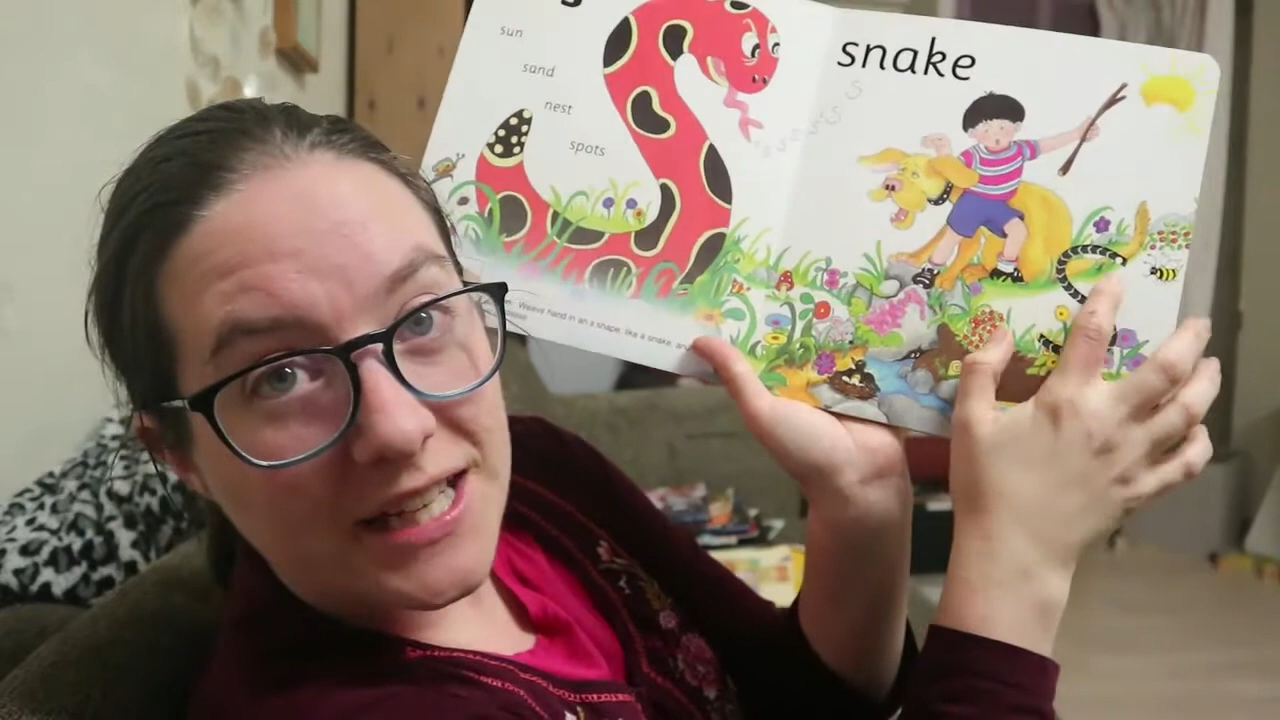 sun
sand
nest
spots
Weave hand in an s shape, like a snake, and
snake